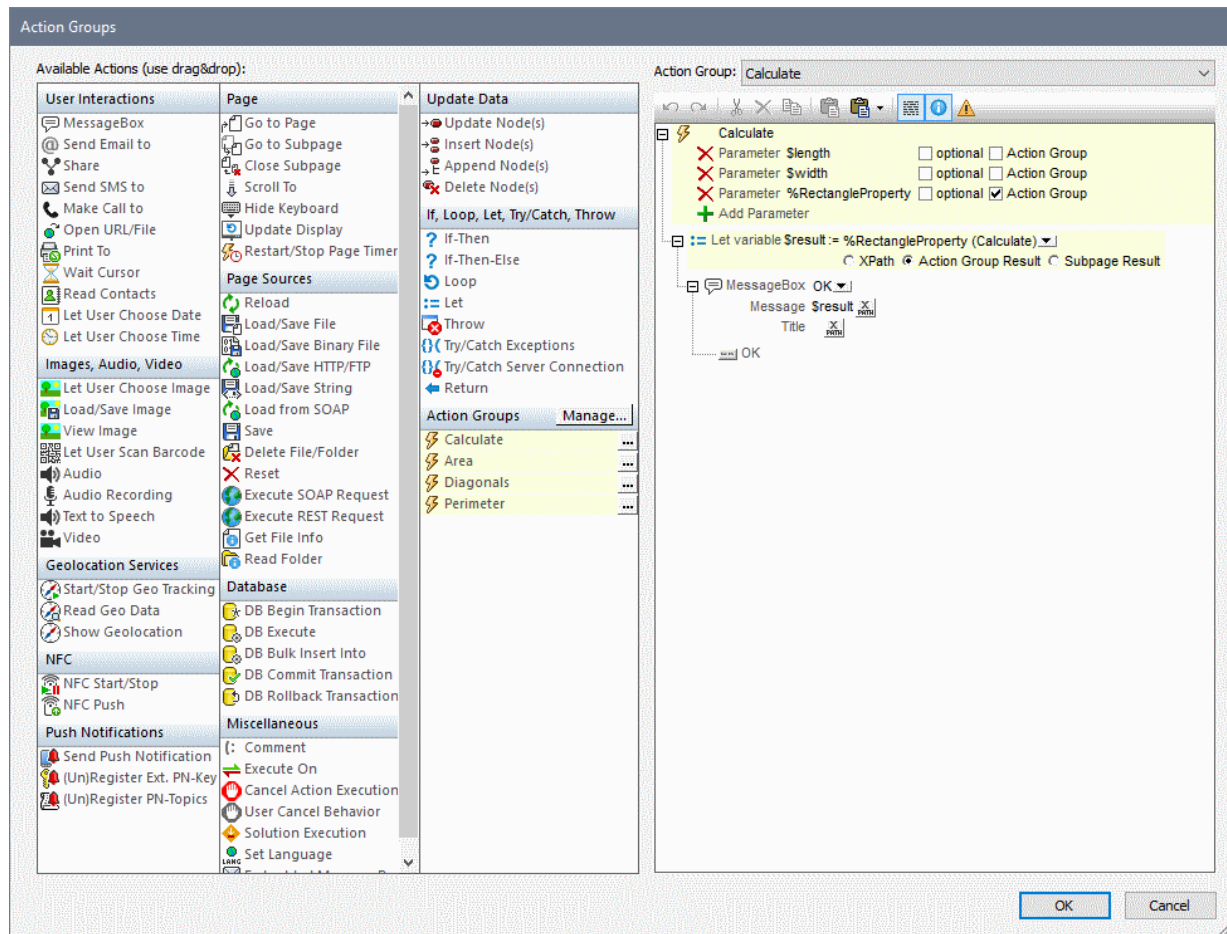 Action Groups
Available Actions (use drag&drop):
User Interactions
MessageBox
Send Email to
Share
Send SMS to
Make Call to
Open URL/File
Print To
Wait Cursor
Read Contacts
Let User Choose Date
Let User Choose Time
Images, Audio, Video
Let User Choose Image
Load/Save Image
View Image
Let User Scan Barcode
Audio
Audio Recording
Text to Speech
Video
Geolocation Services
Start/Stop Geo Tracking
Read Geo Data
Show Geolocation
NFC
NFC Start/Stop
NFC Push
Push Notifications
Send Push Notification
(Un)Register Ext. PN-Key
(Un)Register PN-Topics
Page
Go to Page
Go to Subpage
Close Subpage
Scroll To
Hide Keyboard
Update Display
Restart/Stop Page Timer
Page Sources
Reload
Load/Save File
Load/Save Binary File
Load/Save HTTP/FTP
Load/Save String
Load from SOAP
Save
Delete File/Folder
Reset
Execute SOAP Request
Execute REST Request
Get File Info
Read Folder
Database
DB Begin Transaction
DB Execute
DB Bulk Insert Into
DB Commit Transaction
DB Rollback Transaction
Miscellaneous
(: Comment
Execute On
Cancel Action Execution
User Cancel Behavior
Solution Execution
LANG Set Language
Update Data
Update Node(s)
Insert Node(s)
Append Node(s)
Delete Node(s)
If, Loop, Let, Try/Catch, Throw
? If-Then
? If-Then-Else
Loop
:= Let
Throw
Try/Catch Exceptions
Try/Catch Server Connection
Return
Action Groups Manage...
Calculate ...
Area ...
Diagonals ...
Perimeter ...
Action Group: Calculate
Calculate
Parameter $length optional Action Group
Parameter $width optional Action Group
Parameter %RectangleProperty optional Action Group
Add Parameter
:= Let variable $result := %RectangleProperty (Calculate)
XPath Action Group Result Subpage Result
MessageBox OK
Message $result X PATH
Title X PATH
OK
OK Cancel